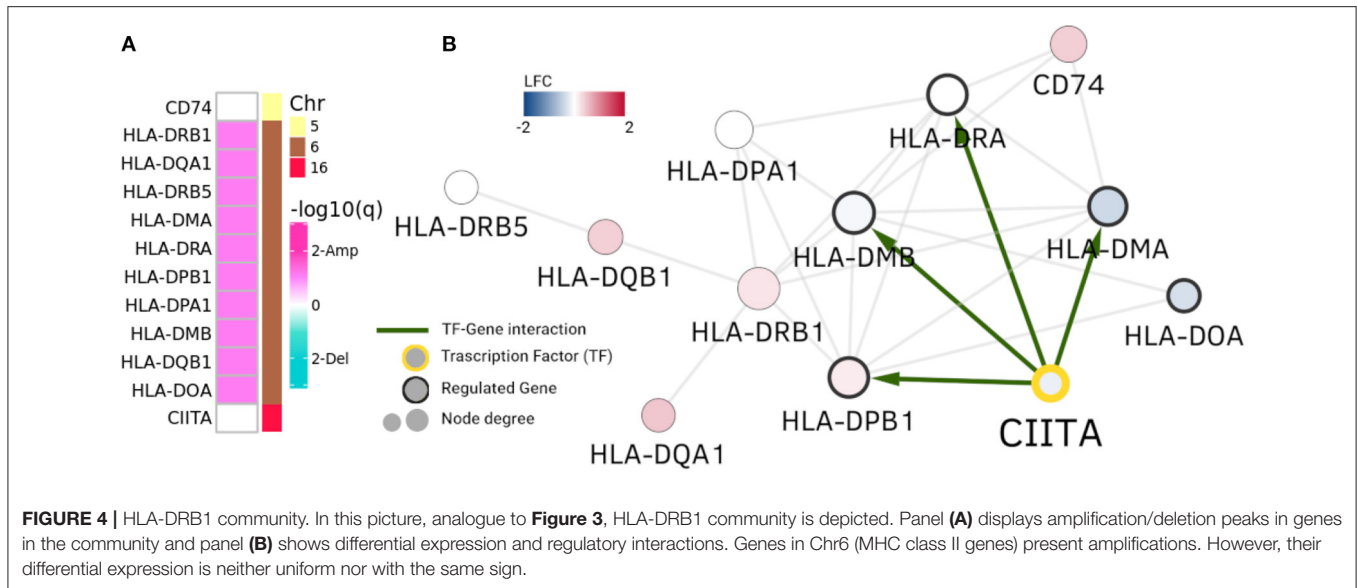 A
B
CD74
HLA-DRB1
HLA-DQA1
HLA-DRB5
HLA-DMA
HLA-DRA
HLA-DPB1
HLA-DPA1
HLA-DMB
HLA-DQB1
HLA-DOA
CIITA
Chr
5
6
16
-log10(q)
2-Amp
0
2-Del
LFC
-2 2
CD74
HLA-DRA
HLA-DPA1
HLA-DRB5
HLA-DMB
HLA-DMA
HLA-DQB1
HLA-DRB1
HLA-DOA
HLA-DPB1
HLA-DQA1
CIITA
TF-Gene interaction
Trascription Factor (TF)
Regulated Gene
Node degree
FIGURE 4 | HLA-DRB1 community. In this picture, analogue to Figure 3, HLA-DRB1 community is depicted. Panel (A) displays amplification/deletion peaks in genes
in the community and panel (B) shows differential expression and regulatory interactions. Genes in Chr6 (MHC class II genes) present amplifications. However, their
differential expression is neither uniform nor with the same sign.